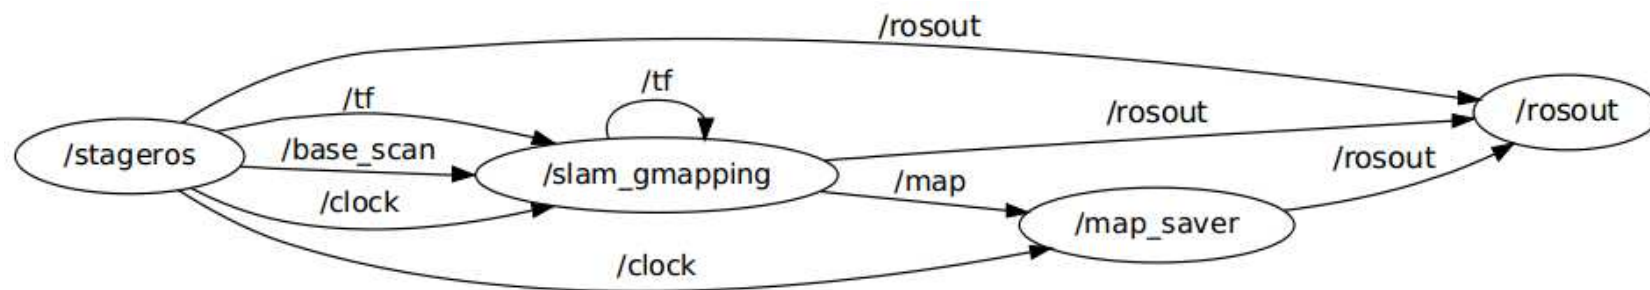 /rosout
/tf
/tf
/rosout
/rosout
/base_scan
/stageros
/rosout
/slam_gmapping
/map
/clock
/map_saver
/clock